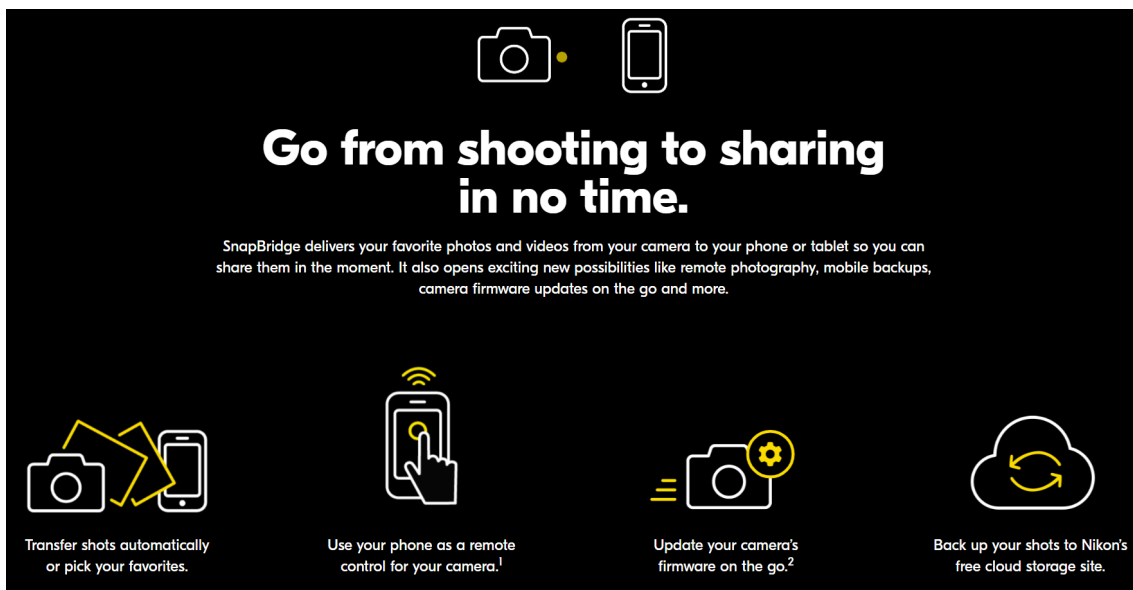 Go from shooting to sharing
in no time.
SnapBridge delivers your favorite photos and videos from your camera to your phone or tablet so you can
share them in the moment. It also opens exciting new possibilities like remote photography, mobile backups,
camera firmware updates on the go and more.
Transfer shots automatically
or pick your favorites.
Use your phone as a remote
control for your camera.¹
Update your camera's
firmware on the go.²
Back up your shots to Nikon's
free cloud storage site.